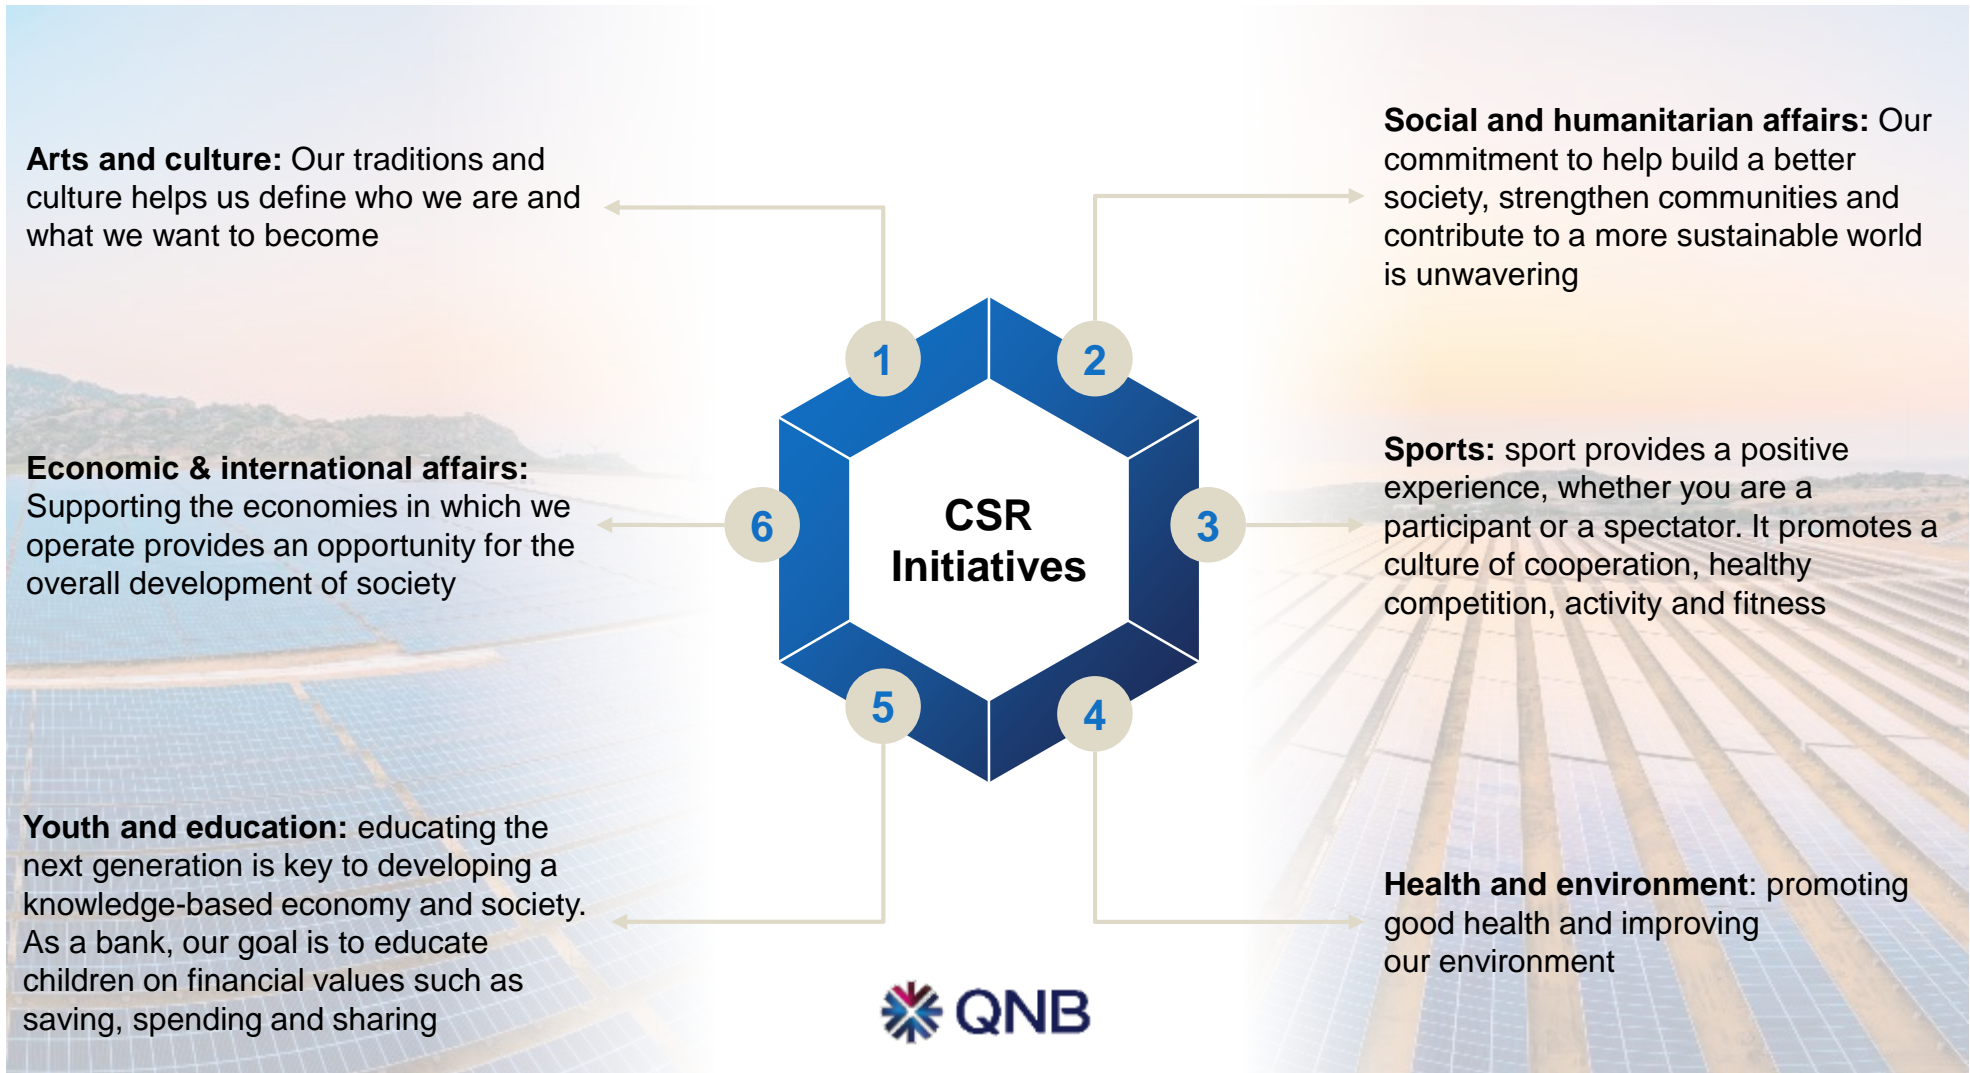 Arts and culture: Our traditions and
culture helps us define who we are and
what we want to become
1
Social and humanitarian affairs: Our
commitment to help build a better
society, strengthen communities and
contribute to a more sustainable world
is unwavering
2
Sports: sport provides a positive
experience, whether you are a
participant or a spectator. It promotes a
culture of cooperation, healthy
competition, activity and fitness
3
Health and environment: promoting
good health and improving
our environment
4
Youth and education: educating the
next generation is key to developing a
knowledge-based economy and society.
As a bank, our goal is to educate
children on financial values such as
saving, spending and sharing
5
Economic & international affairs:
Supporting the economies in which we
operate provides an opportunity for the
overall development of society
6
CSR
Initiatives
QNB